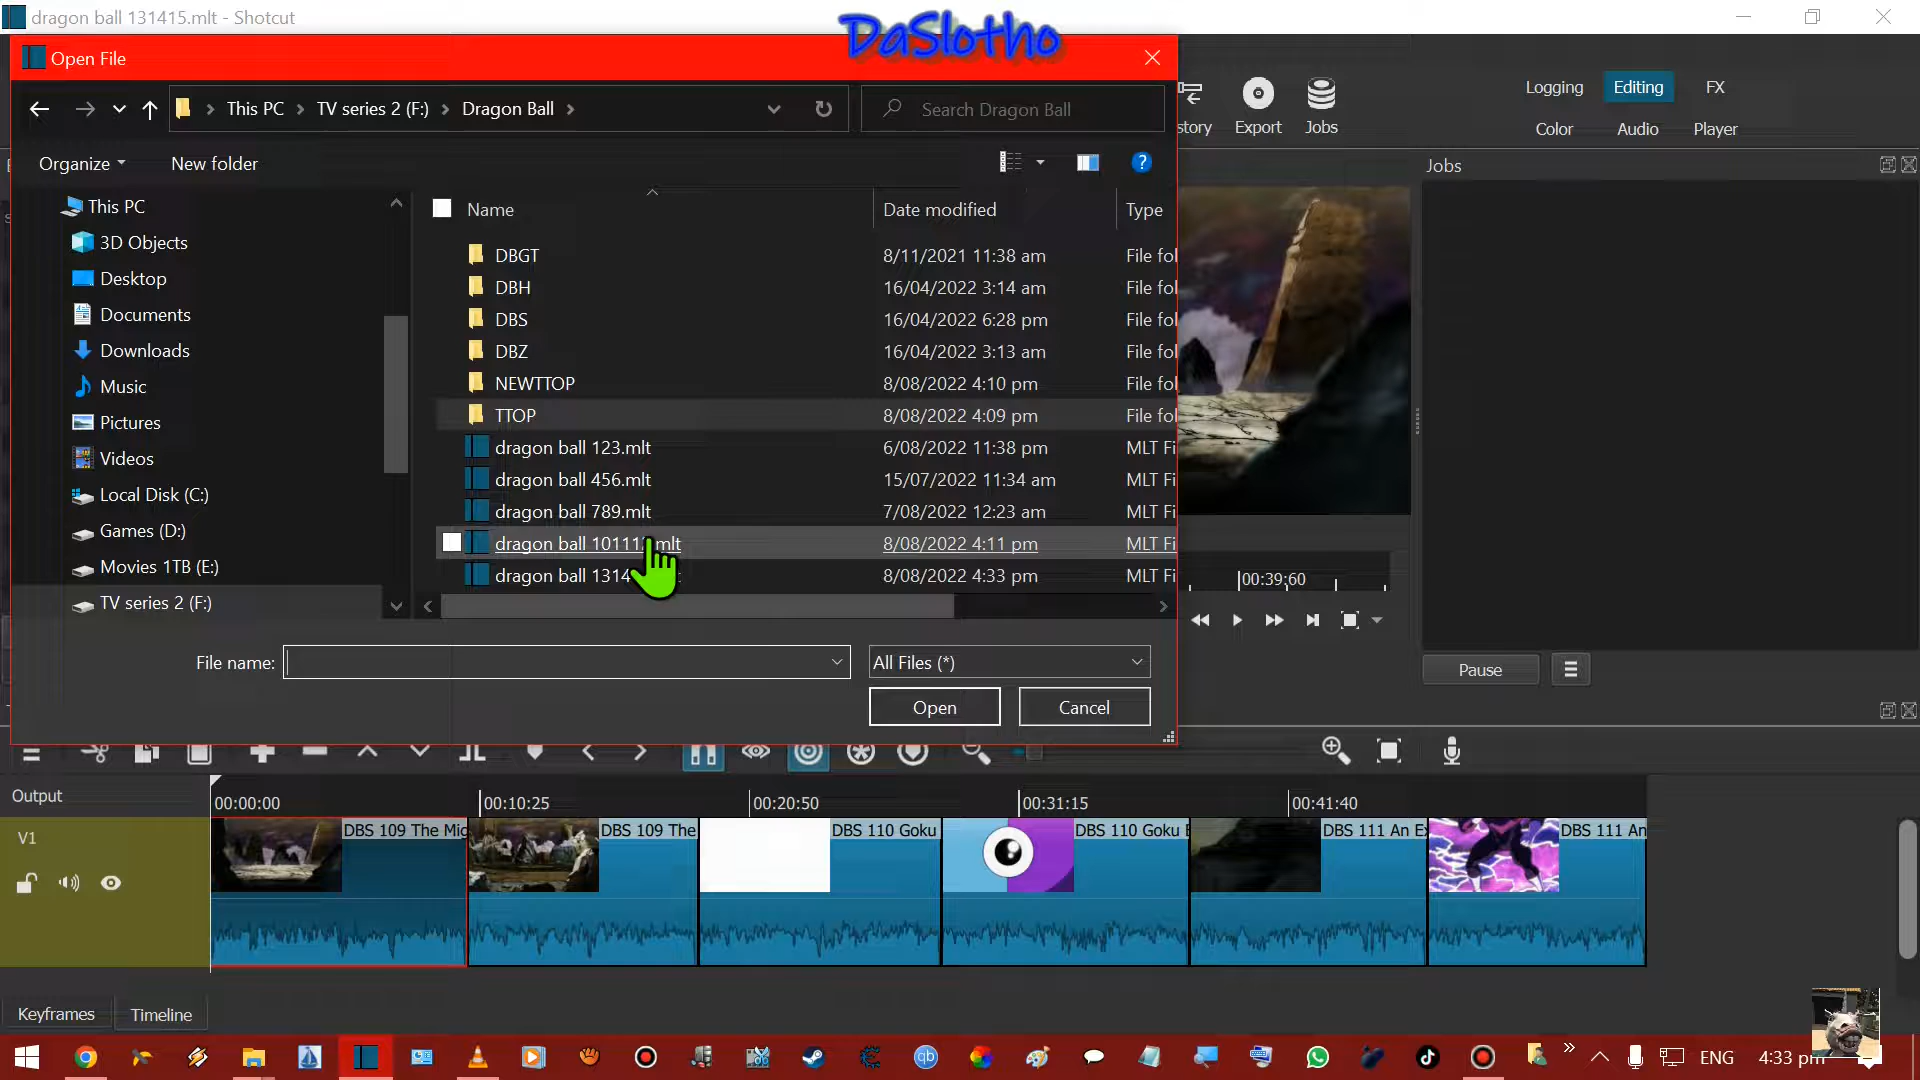 dragon ball 131415.mlt - Shotcut
DaSlotho
Open File
This PC
TV series 2 (F:)
Dragon Ball
Search Dragon Ball
Export
Jobs
Logging
Editing
FX
Color
Audio
Player
Organize
New folder
Jobs
This PC
3D Objects
Desktop
Documents
Downloads
Music
Pictures
Videos
Local Disk (C:)
Games (D:)
Movies 1TB (E:)
TV series 2 (F:)
Name Date modified Type
DBGT 8/11/2021 11:38 am File fol
DBH 16/04/2022 3:14 am File fol
DBS 16/04/2022 6:28 pm File fol
DBZ 16/04/2022 3:13 am File fol
NEWTTOP 8/08/2022 4:10 pm File fol
TTOP 8/08/2022 4:09 pm File fol
dragon ball 123.mlt 6/08/2022 11:38 pm MLT Fi
dragon ball 456.mlt 15/07/2022 11:34 am MLT Fi
dragon ball 789.mlt 7/08/2022 12:23 am MLT Fi
dragon ball mlt 8/08/2022 4:11 pm MLT Fi
dragon ball 8/08/2022 4:33 pm MLT Fi
00:39;60
File name:
All Files (*)
Open
Cancel
Pause
Output
00:00:00
00:10:25
00:20:50
00:31:15
00:41:40
V1
DBS 109 The Mig
DBS 109 The
DBS 110 Goku
DBS 110 Goku
DBS 111 An
DBS 111 An
Keyframes
Timeline
ENG
4:33 pm